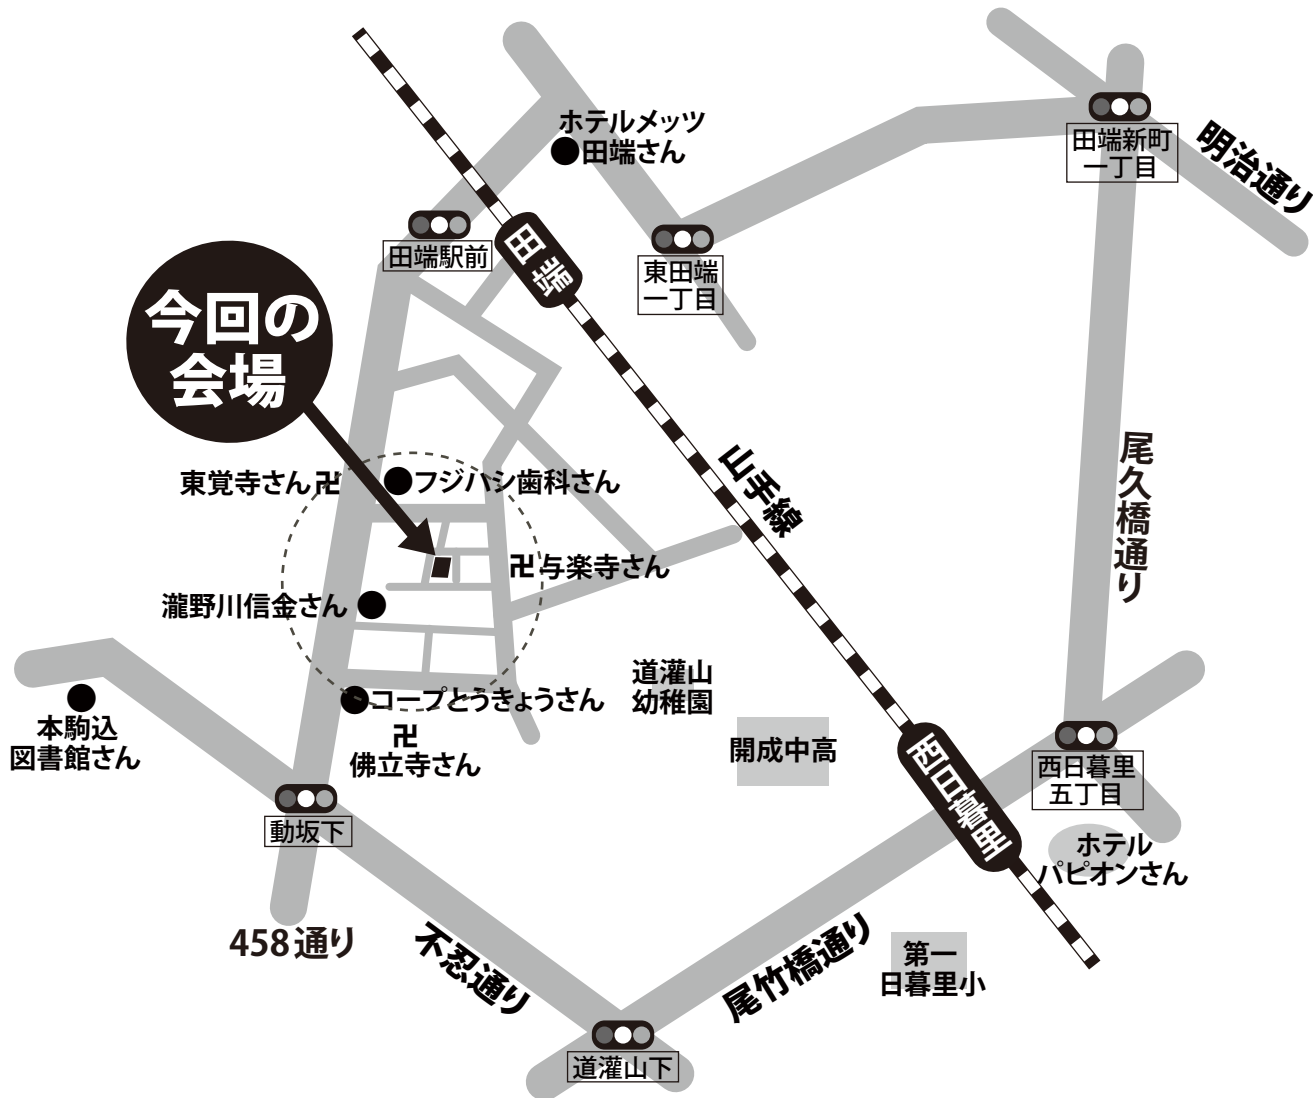 ホテルメッツ
田端さん
田端新町
一丁目
明治通り
田端駅前
田端
東田端
一丁目
今回の
会場
山手線
尾久橋通り
東覚寺さん卍
フジハシ歯科さん
卍与楽寺さん
瀧野川信金さん
道灌山
幼稚園
コープとうきょうさん
本駒込
図書館さん
卍
佛立寺さん
開成中高
西日暮里
西日暮里
五丁目
動坂下
ホテル
パピオンさん
458通り
不忍通り
尾竹橋通り
第一
日暮里小
道灌山下